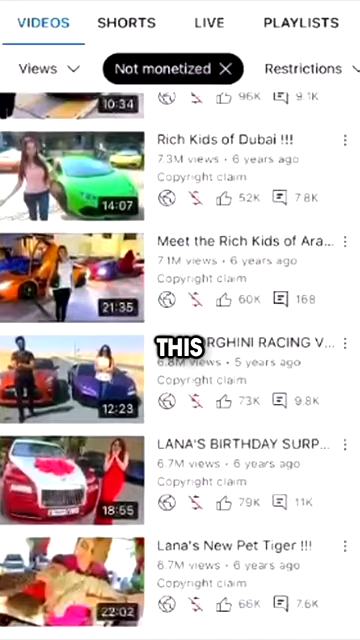 VIDEOS SHORTS LIVE PLAYLISTS
Views Not monetized Restrictions
10:34
96K 9.1K
Rich Kids of Dubai !!!
7.3M views • 6 years ago
Copyright claim
14:07
52K 7.8K
Meet the Rich Kids of Ara...
7.1M views • 6 years ago
Copyright claim
21:35
60K 168
THIS RGHINI RACING V...
6.8M views • 5 years ago
Copyright claim
12:23
73K 9.8K
LANA'S BIRTHDAY SURP...
6.7M views • 6 years ago
Copyright claim
18:55
79K 11K
Lana's New Pet Tiger !!!
6.7M views • 6 years ago
Copyright claim
22:02
66K 7.6K